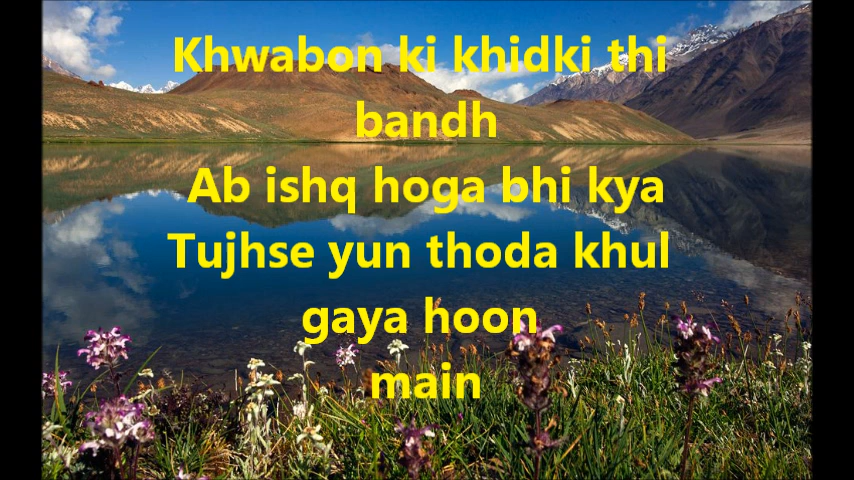 Khwabon ki khidki thi
bandh
Ab ishq hoga bhi kya
Tujhse yun thoda khul
gaya hoon
main